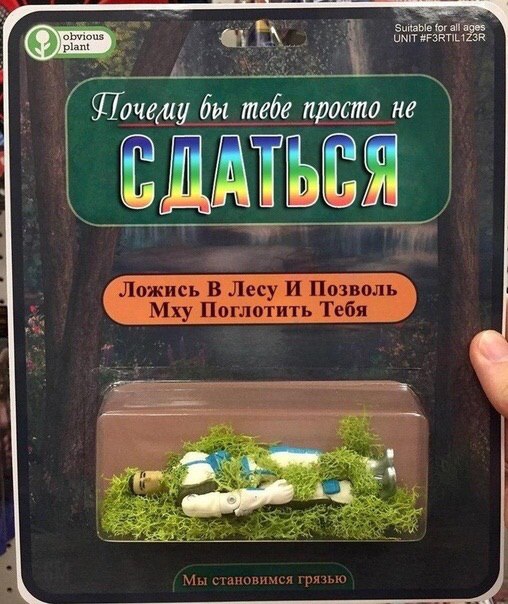 obvious
plant
Suitable for all ages
UNIT #F3RTIL1Z3R
Почему бы тебе просто не
СДАТЬСЯ
Ложись В Лесу И Позволь
Мху Поглотить Тебя
Мы становимся грязью